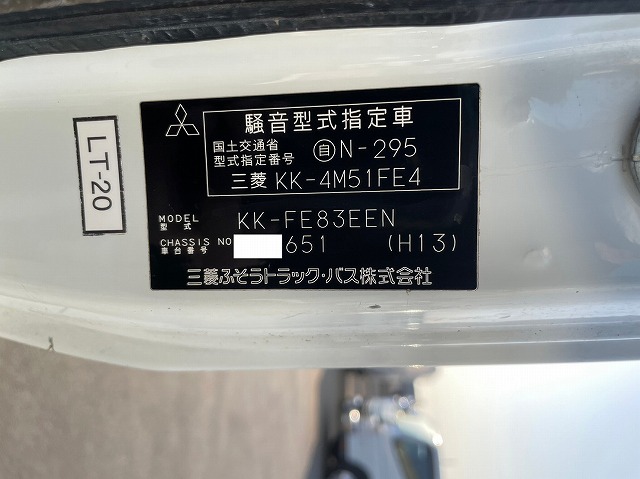 LT-20
騒音型式指定車
国土交通省
型式指定番号
自N-295
三菱 KK-4M51FE4
MODEL
型式
KK-FE83EEN
CHASSIS NO
車台番号
651 (H13)
三菱ふそうトラック・バス株式会社